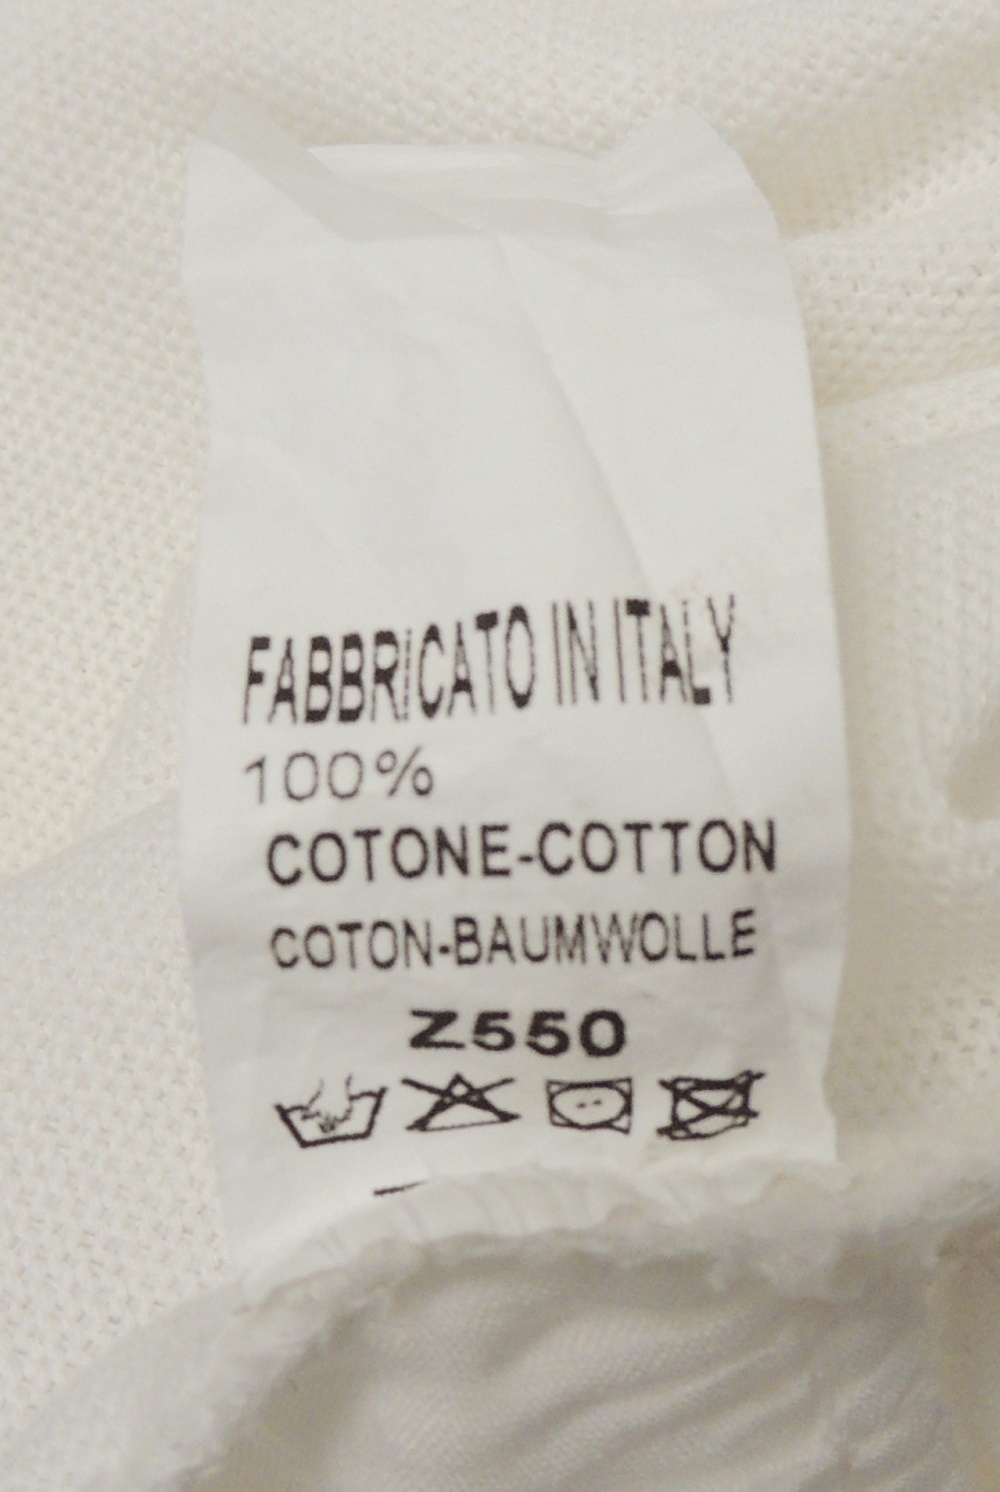 FABBRICATO IN ITALY
100%
COTONE-COTTON
COTON-BAUMWOLLE
Z550